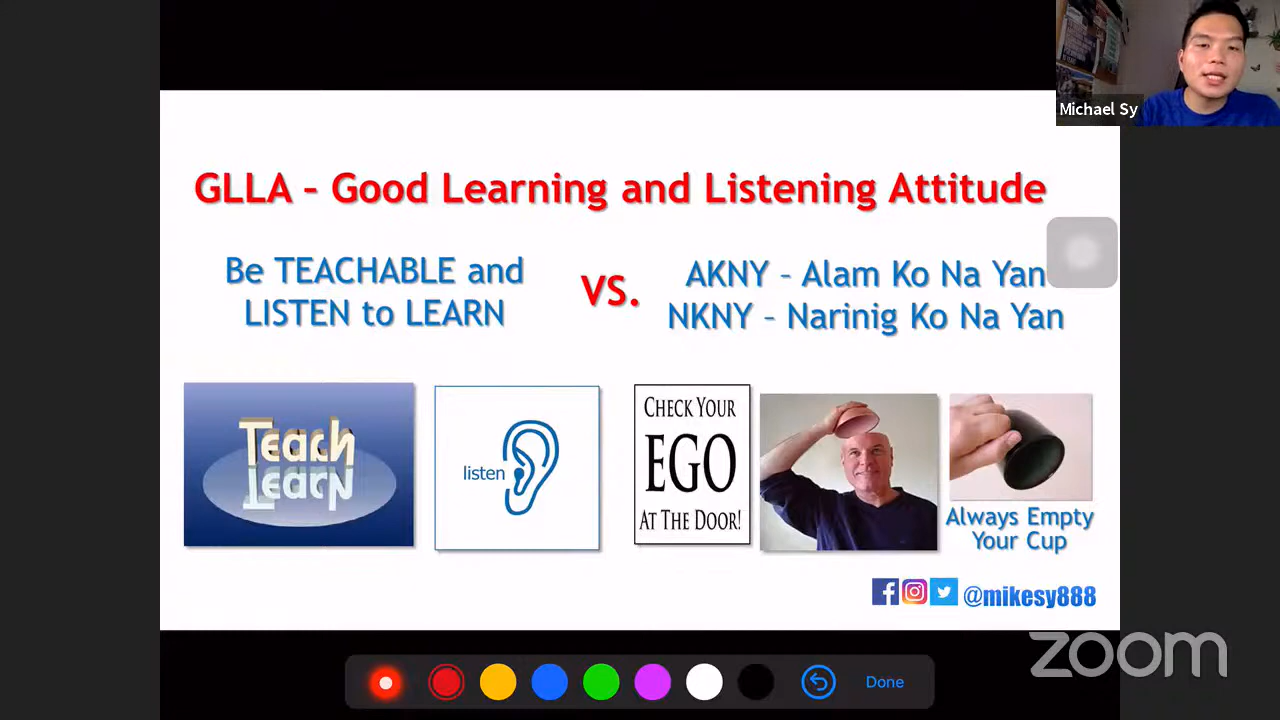 Michael Sy
GLLA – Good Learning and Listening Attitude
Be TEACHABLE and
LISTEN to LEARN
VS.
AKNY – Alam Ko Na Yan
NKNY – Narinig Ko Na Yan
Teach
Learn
listen
CHECK YOUR
EGO
AT THE DOOR!
Always Empty
Your Cup
@mikesy888
Done
zoom